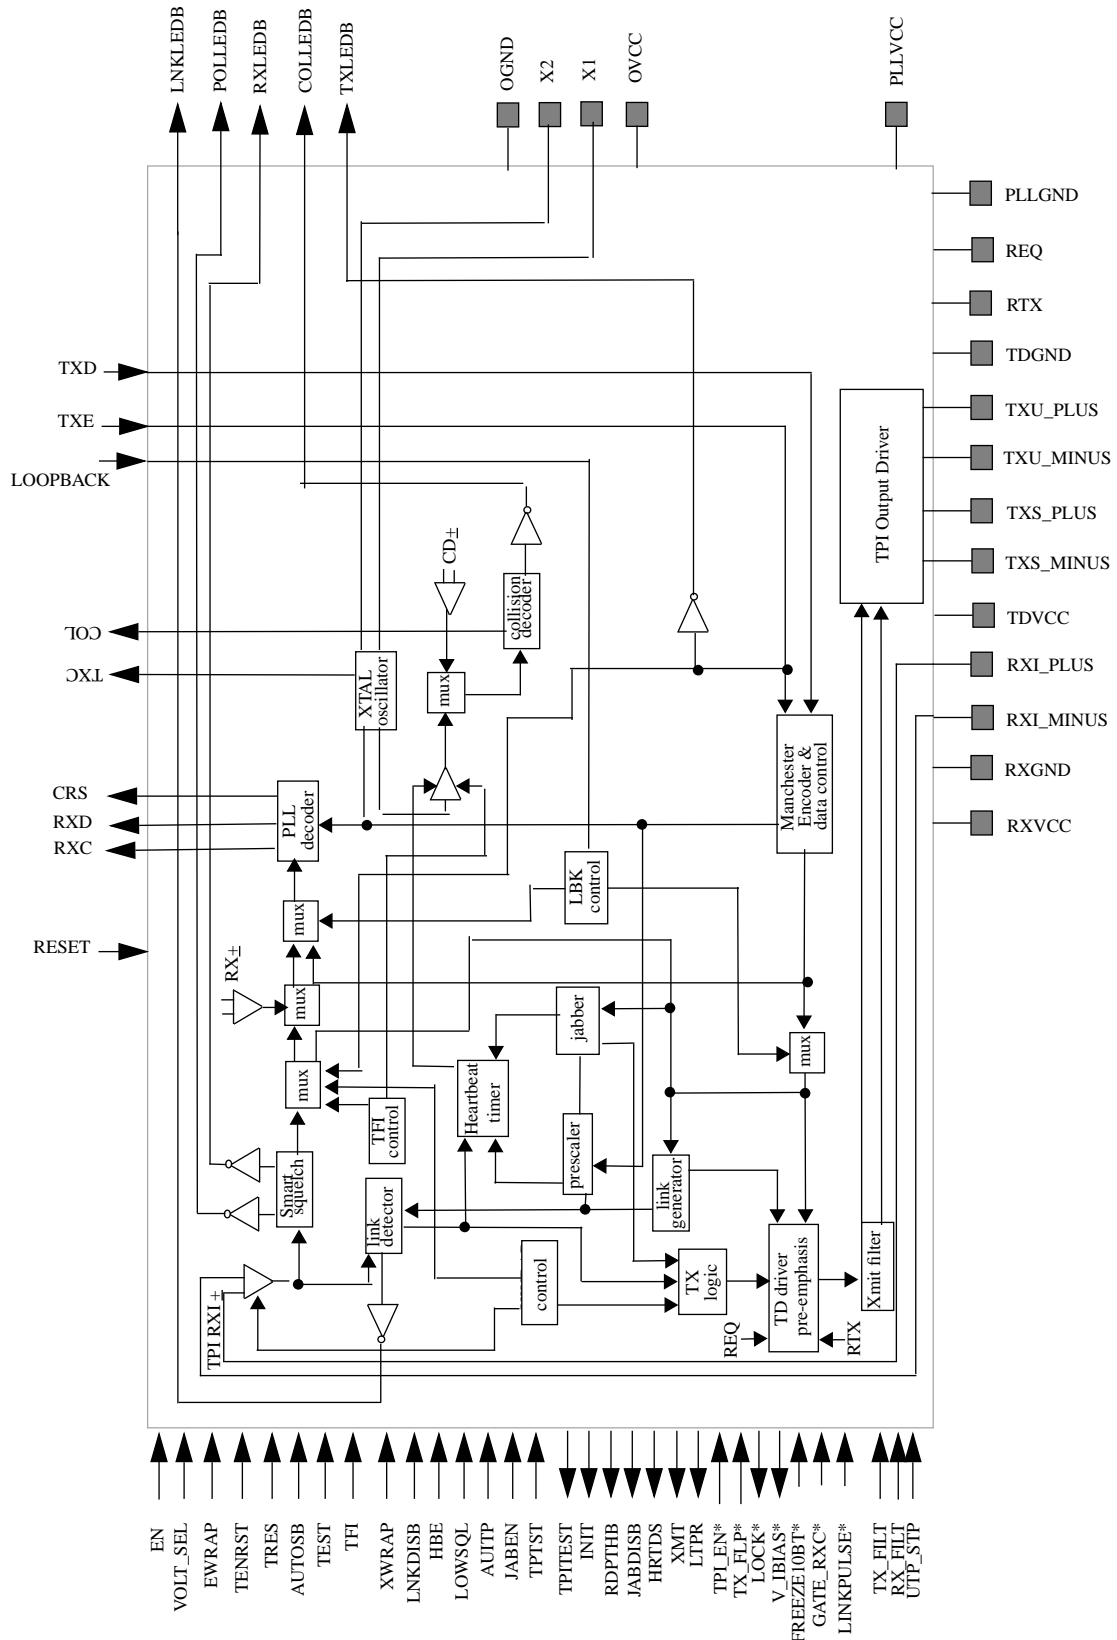 LNKLEDB
POLLEDB
RXLEDB
COLLEDB
TXLEDB
OGND
X2
X1
OVCC
PLLVCC
PLLGND
REQ
RTX
TDGND
TXU_PLUS
TXU_MINUS
TXS_PLUS
TXS_MINUS
TDVCC
RXI_PLUS
RXI_MINUS
RXGND
RXVCC
TXD
TXE
LOOPBACK
COL
TXC
CRS
RXD
RXC
RESET
TPI Output Driver
CD±
collision
decoder
mux
XTAL
oscillator
Manchester
Encoder &
data control
PLL
decoder
LBK
control
mux
RX±
mux
jabber
mux
mux
Heartbeat
timer
TFI
control
prescaler
Smart
squelch
link
detector
link
generator
control
TX
logic
TD driver
pre-emphasis
Xmit filter
TPI RXI ±
REQ
RTX
EN
VOLT_SEL
EWRAP
TENRST
TRES
AUTOSB
TEST
TFI
XWRAP
LNKDISB
HBE
LOWSQL
AUITP
JABEN
TPTST
TPITEST
INIT
RDPTHB
JABDISB
HRTDS
XMT
LTPR
TPI_EN*
TX_FLP*
LOCK*
V_IBIAS*
FREEZE10BT*
GATE_RXC*
LINKPULSE*
TX_FILT
RX_FILT
UTP_STP